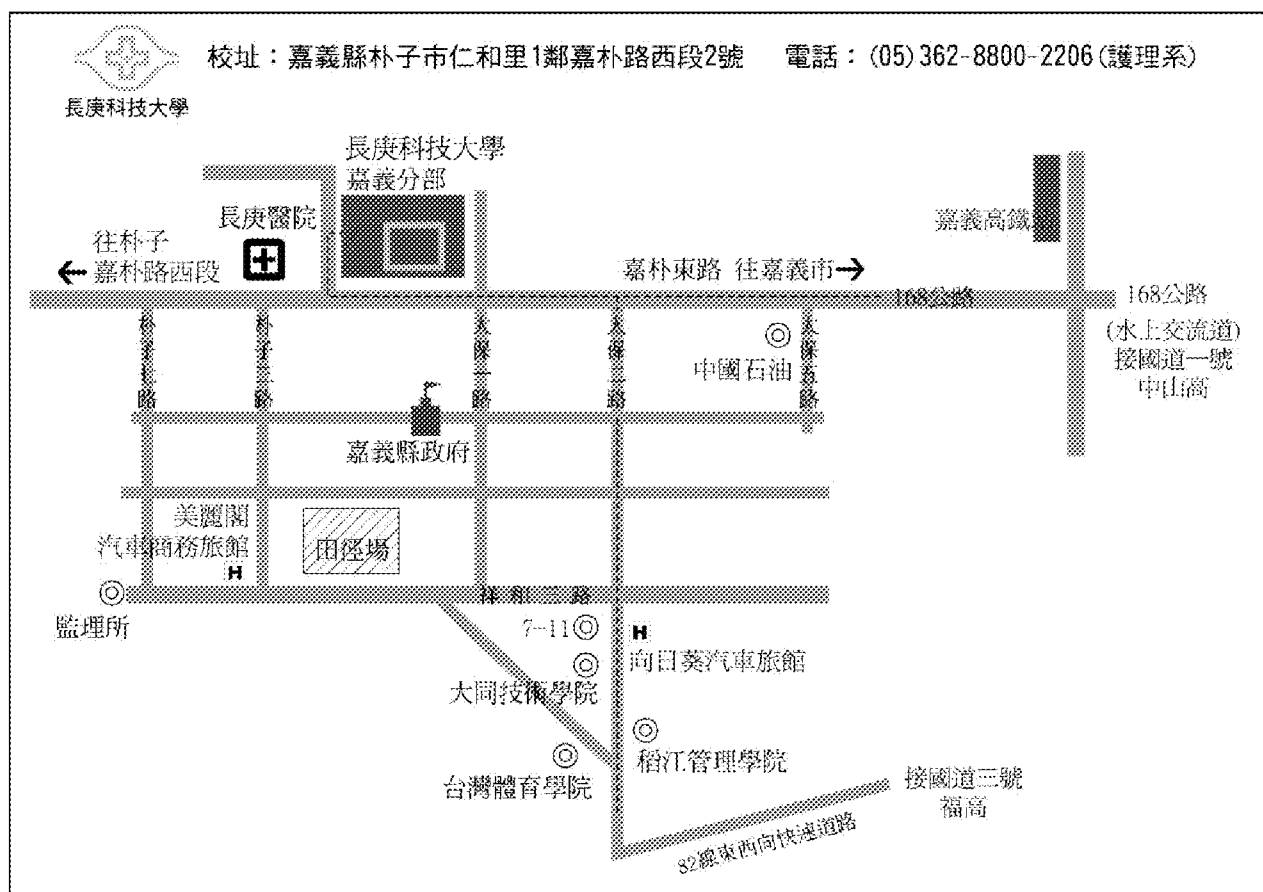 校址：嘉義縣朴子市仁和里1鄰嘉朴路西段2號 電話：(05)362-8800-2206(護理系)
長庚科技大學
長庚科技大學
嘉義分部
長庚醫院
嘉義高鐵
往朴子
嘉朴路西段
嘉朴東路 往嘉義市
168公路
168公路
(水上交流道)
接國道一號
中山高
朴子七路
朴子二路
太保一路
太保二路
太保五路
中國石油
嘉義縣政府
美麗閣
汽車商務旅館
H
田徑場
祥和三路
監理所
7-11
H
向日葵汽車旅館
大同技術學院
稻江管理學院
台灣體育學院
接國道三號
福高
82線東西向快速道路